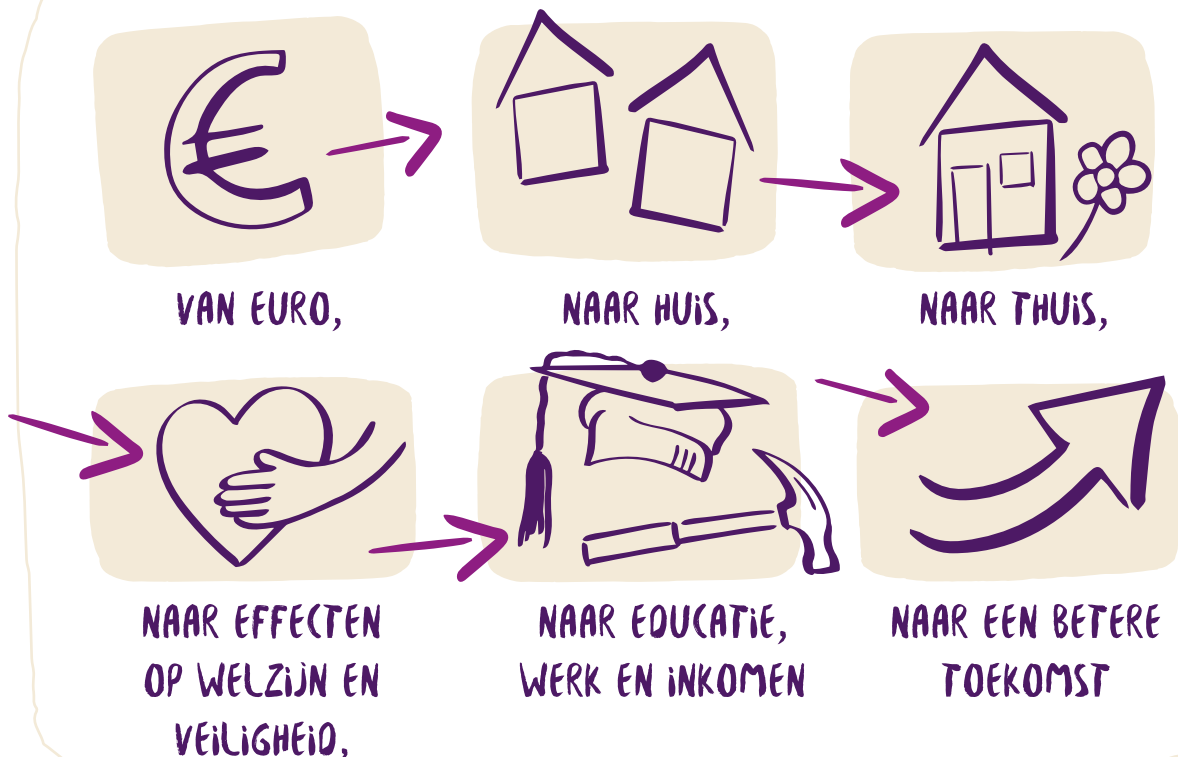 VAN EURO,
NAAR HUIS,
NAAR THUIS,
NAAR EFFECTEN
OP WELZIJN EN
VEILIGHEID,
NAAR EDUCATIE,
WERK EN INKOMEN
NAAR EEN BETERE
TOEKOMST